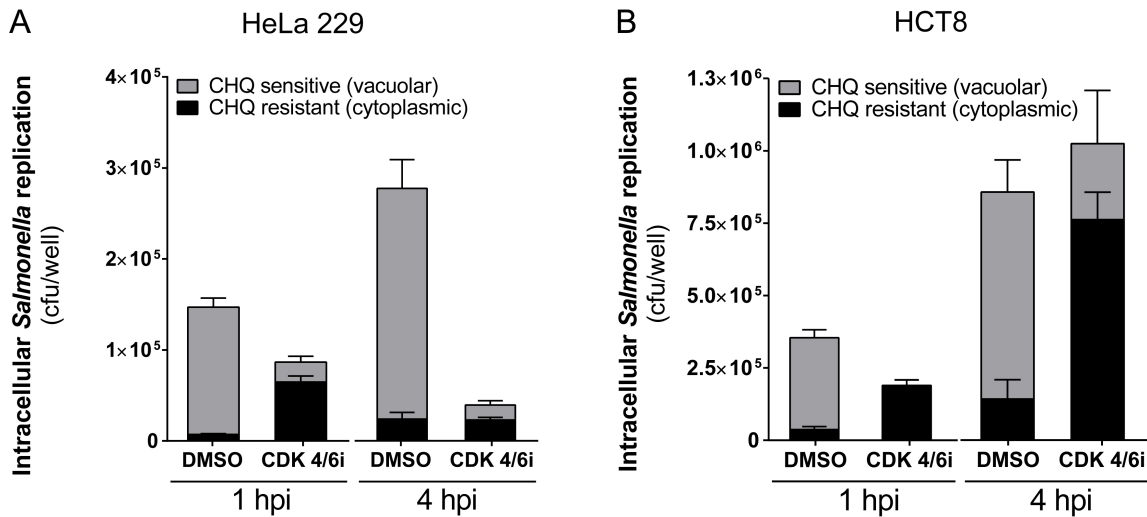 A
HeLa 229
Intracellular Salmonella replication
(cfu/well)
4×10⁵
3×10⁵
2×10⁵
1×10⁵
0
CHQ sensitive (vacuolar)
CHQ resistant (cytoplasmic)
DMSO CDK 4/6i DMSO CDK 4/6i
1 hpi 4 hpi
B
HCT8
Intracellular Salmonella replication
(cfu/well)
1.3×10⁶
1.0×10⁶
7.5×10⁵
5.0×10⁵
2.5×10⁵
0
CHQ sensitive (vacuolar)
CHQ resistant (cytoplasmic)
DMSO CDK 4/6i DMSO CDK 4/6i
1 hpi 4 hpi